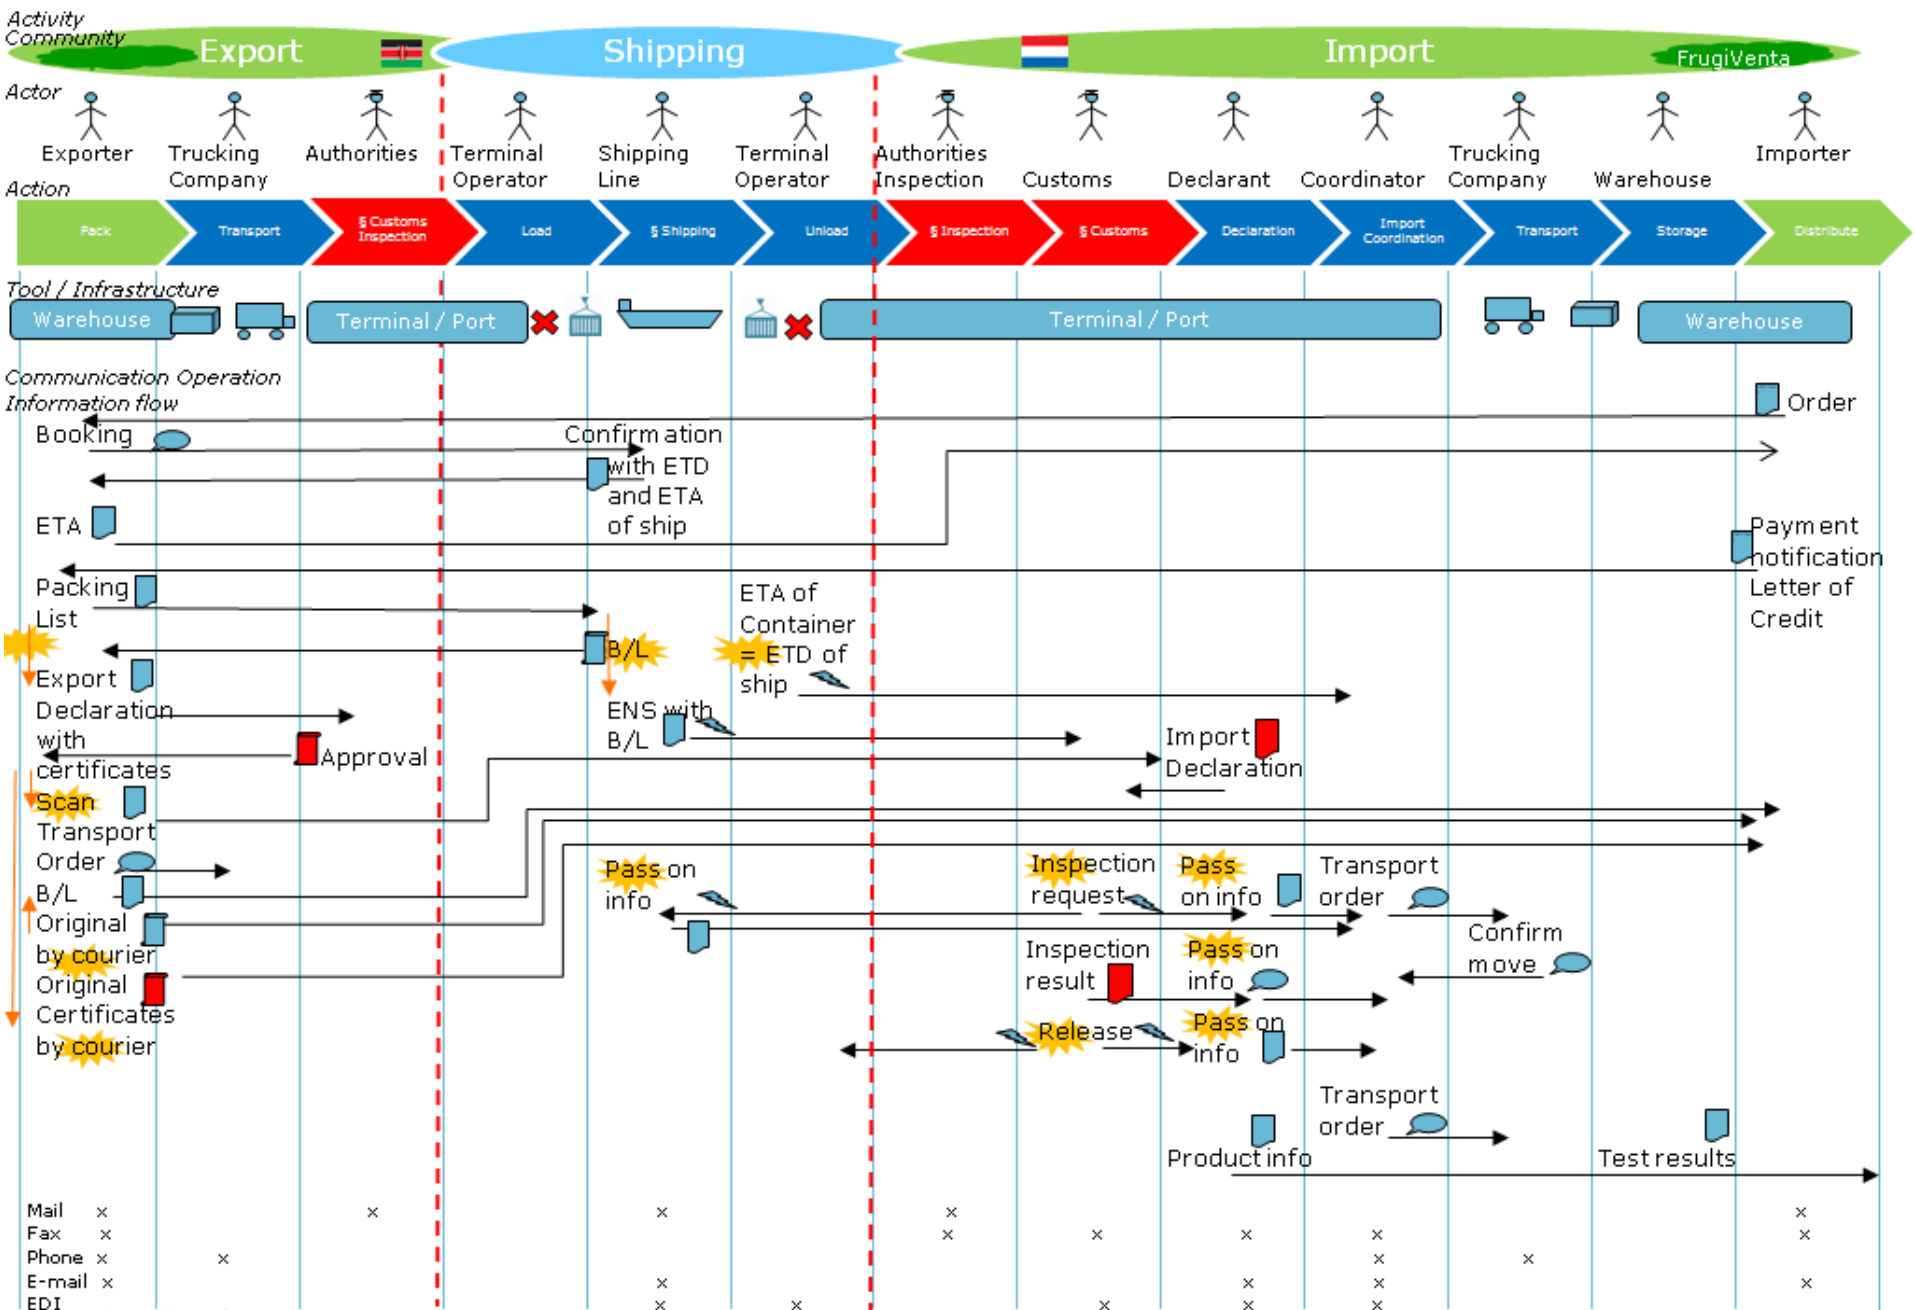 Activity
Community
Export
Shipping
Import
FrugiVenta
Actor
Exporter
Trucking
Company
Authorities
Terminal
Operator
Shipping
Line
Terminal
Operator
Authorities
Inspection
Customs
Declarant
Coordinator
Trucking
Company
Warehouse
Importer
Action
Pack
Transport
§ Customs
Inspection
Load
§ Shipping
Unload
§ Inspection
§ Customs
Declaration
Import
Coordination
Transport
Storage
Distribute
Tool / Infrastructure
Warehouse
Terminal / Port
Terminal / Port
Warehouse
Communication Operation
Information flow
Order
Booking
Confirmation
with ETD
and ETA
of ship
ETA
Payment
notification
Letter of
Credit
Packing
List
ETA of
Container
= ETD of
ship
B/L
Export
Declaration
with
certificates
ENS with
B/L
Approval
Import
Declaration
Scan
Transport
Order
B/L
Original
by courier
Original
Certificates
by courier
Pass on
info
Inspection
request
Pass
on info
Transport
order
Confirm
move
Inspection
result
Pass on
info
Release
Pass on
info
Transport
order
Product info
Test results
Mail x x x x x
Fax x x x x x x
Phone x x x x
E-mail x x x x x
EDI x x x x x